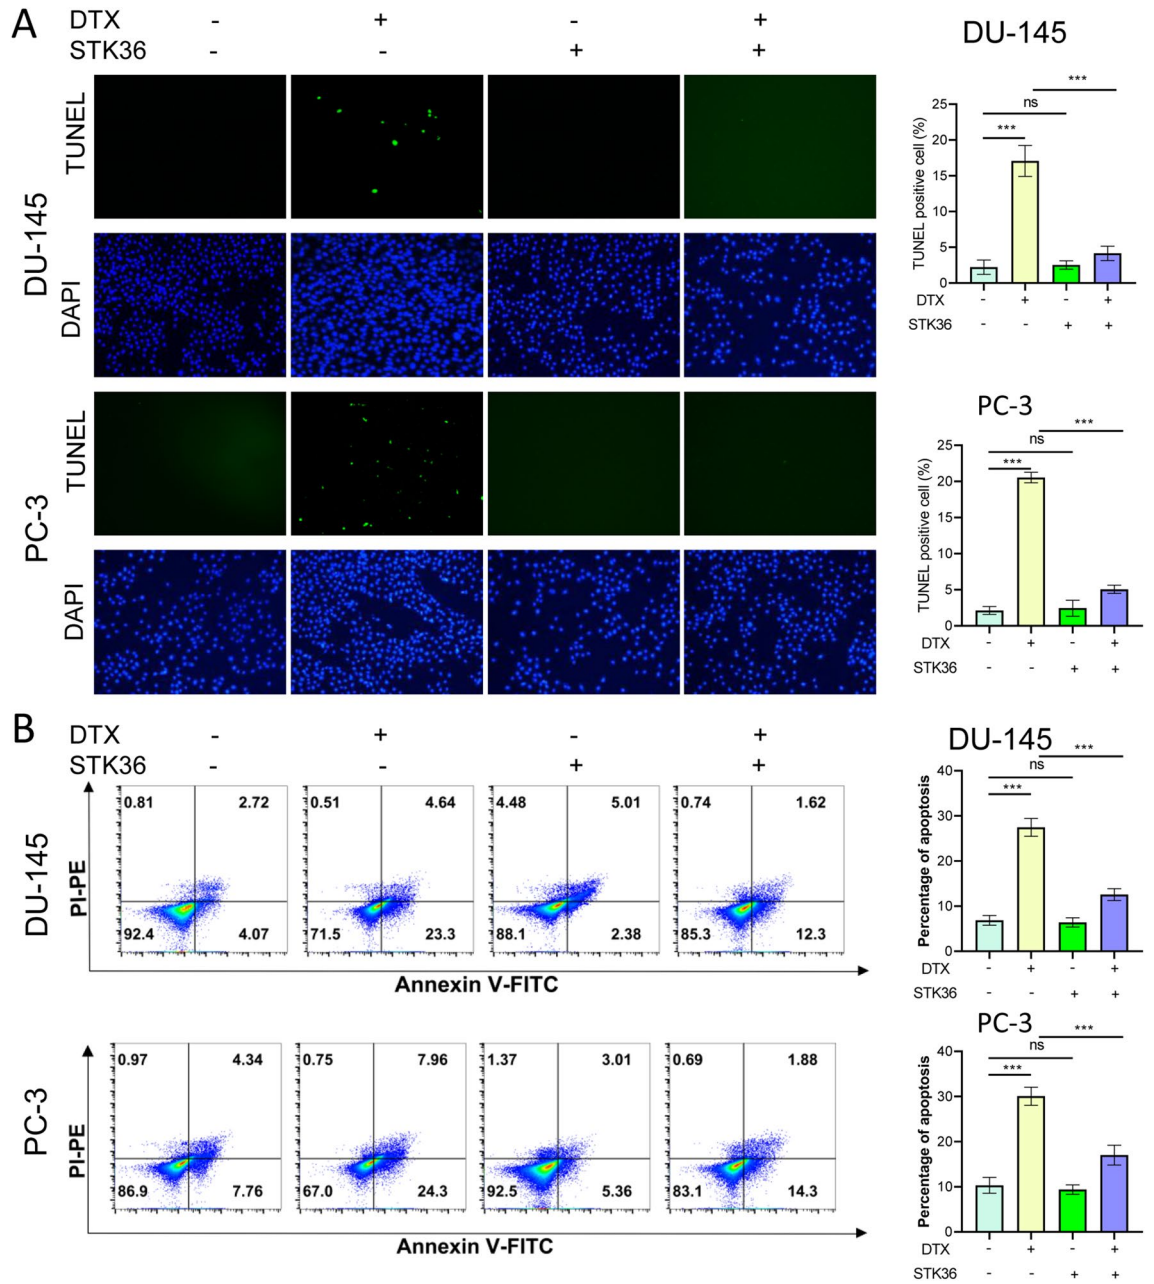 A
DTX - + - +
STK36 - - + +
DU-145
TUNEL
DAPI
PC-3
TUNEL
DAPI
DU-145
TUNEL positive cell (%)
25
20
15
10
5
0
***
ns
***
DTX - + - +
STK36 - - + +
PC-3
TUNEL positive cell (%)
25
20
15
10
5
0
***
ns
***
DTX - + - +
STK36 - - + +
B
DTX - + - +
STK36 - - + +
DU-145
PI-PE
0.81 2.72 0.51 4.64 4.48 5.01 0.74 1.62
92.4 4.07 71.5 23.3 88.1 2.38 85.3 12.3
Annexin V-FITC
PC-3
PI-PE
0.97 4.34 0.75 7.96 1.37 3.01 0.69 1.88
86.9 7.76 67.0 24.3 92.5 5.36 83.1 14.3
Annexin V-FITC
DU-145
Percentage of apoptosis
40
30
20
10
0
***
ns
***
DTX - + - +
STK36 - - + +
PC-3
Percentage of apoptosis
40
30
20
10
0
***
ns
***
DTX - + - +
STK36 - - + +